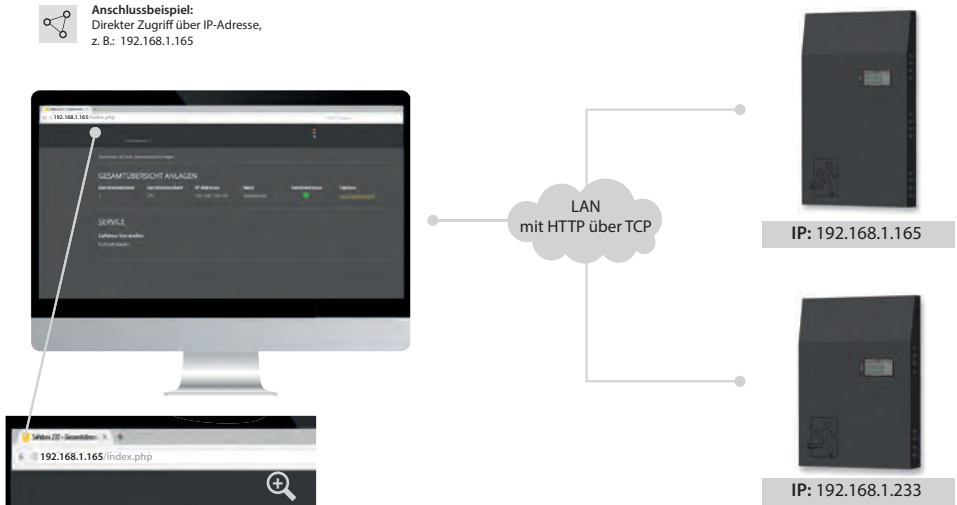 Anschlussbeispiel:
Direkter Zugriff über IP-Adresse,
z. B.: 192.168.1.165
192.168.1.165/index.php
GESAMTÜBERSICHT ANLAGEN
IP-Adresse
SERVICE
LAN
mit HTTP über TCP
IP: 192.168.1.165
192.168.1.165/index.php
IP: 192.168.1.233